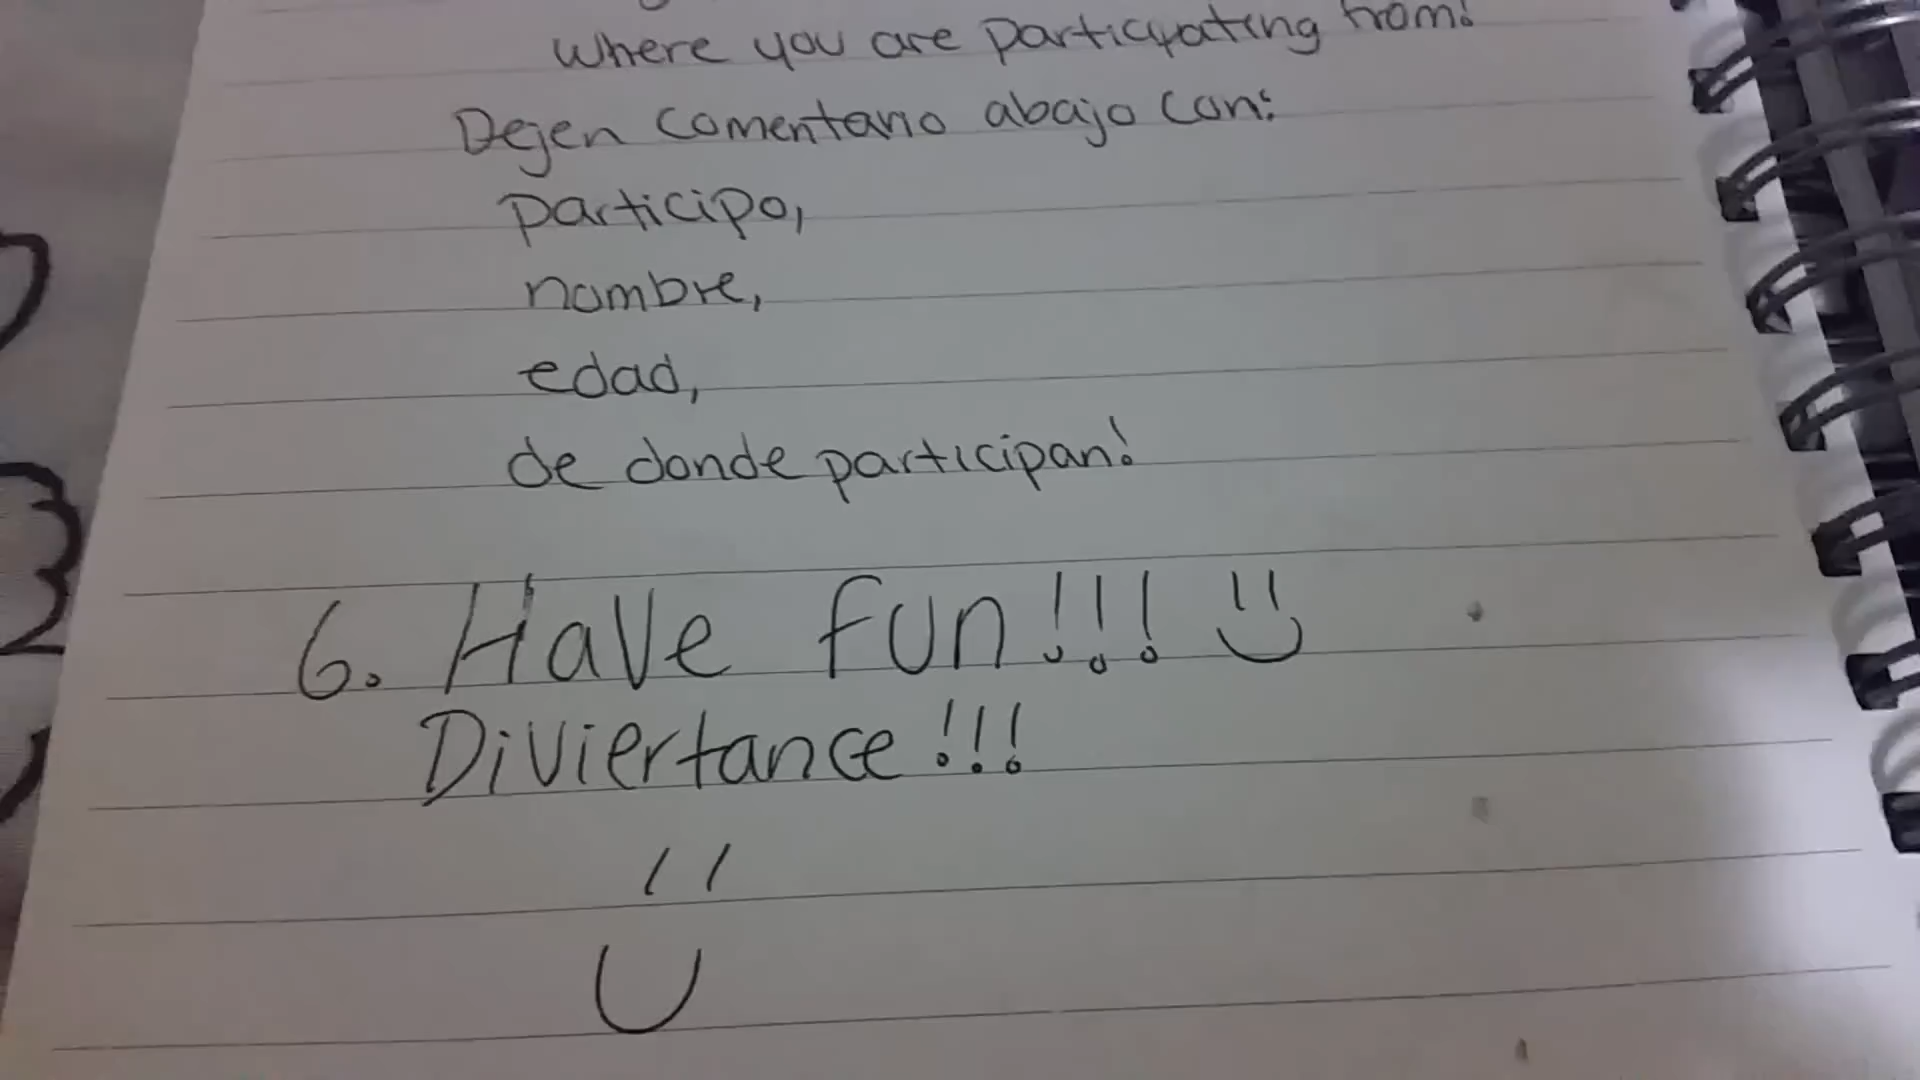 where you are participating from!
Dejen comentario abajo con:
participo,
nombre,
edad,
de donde participan!
6. Have fun!!!
Diviertance!!!